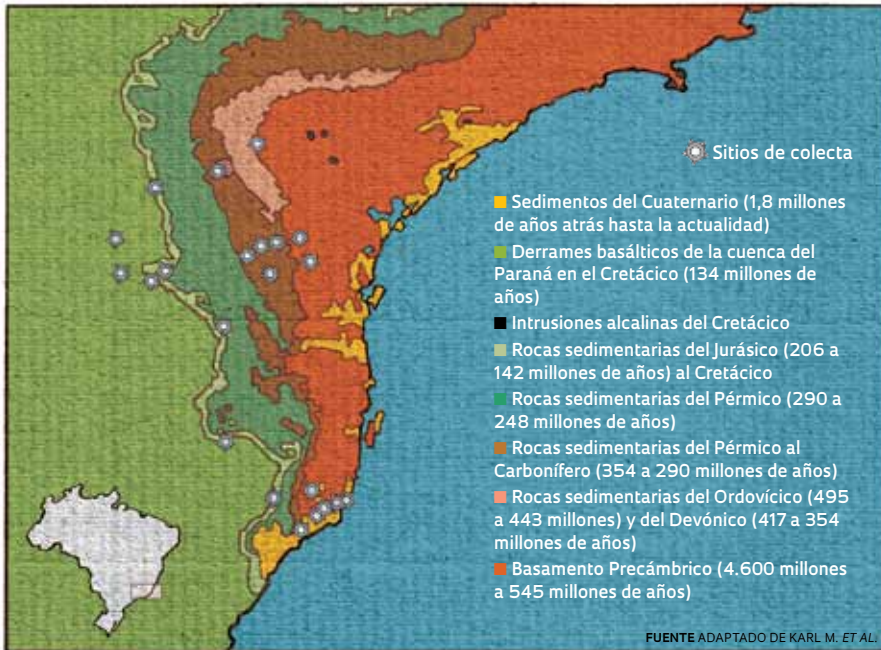 Sitios de colecta
Sedimentos del Cuaternario (1,8 millones
de años atrás hasta la actualidad)
Derrames basálticos de la cuenca del
Paraná en el Cretácico (134 millones de
años)
Intrusiones alcalinas del Cretácico
Rocas sedimentarias del Jurásico (206 a
142 millones de años) al Cretácico
Rocas sedimentarias del Pérmico (290 a
248 millones de años)
Rocas sedimentarias del Pérmico al
Carbonífero (354 a 290 millones de años)
Rocas sedimentarias del Ordovícico (495
a 443 millones) y del Devónico (417 a 354
millones de años)
Basamento Precámbrico (4.600 millones
a 545 millones de años)
FUENTE ADAPTADO DE KARL M. ET AL.